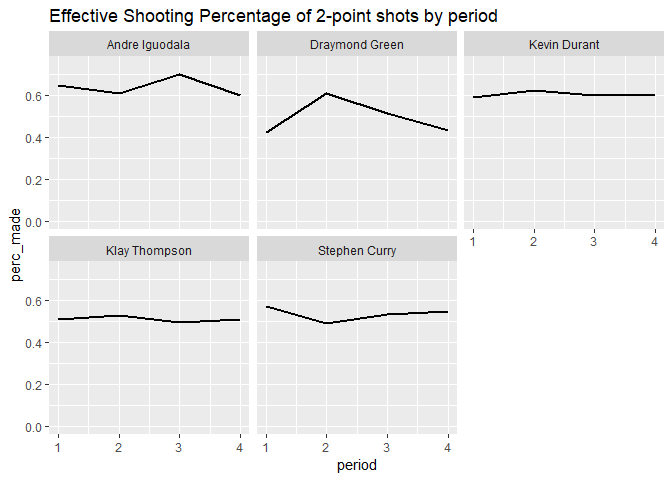 Effective Shooting Percentage of 2-point shots by period
Andre Iguodala Draymond Green Kevin Durant
0.6
0.4
0.2
0.0
1 2 3 4
Klay Thompson Stephen Curry
0.6
0.4
0.2
0.0
1 2 3 4 1 2 3 4
perc_made
period